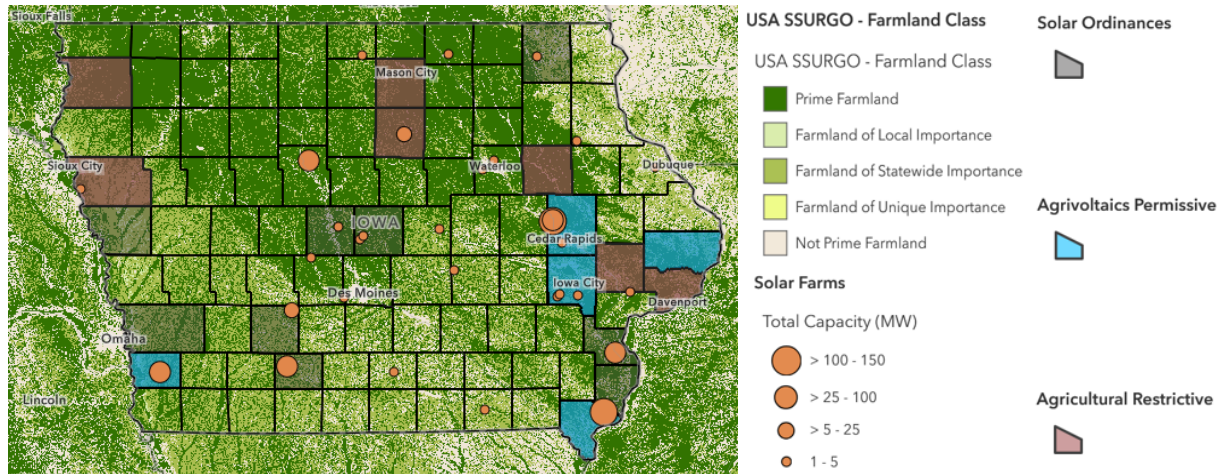 Sioux Falls
Mason City
Sioux City
Waterloo
Dubuque
IOWA
Cedar Rapids
Des Moines
Iowa City
Davenport
Omaha
Lincoln
USA SSURGO - Farmland Class
USA SSURGO - Farmland Class
Prime Farmland
Farmland of Local Importance
Farmland of Statewide Importance
Farmland of Unique Importance
Not Prime Farmland
Solar Farms
Total Capacity (MW)
> 100 - 150
> 25 - 100
> 5 - 25
1 - 5
Solar Ordinances
Agrivoltaics Permissive
Agricultural Restrictive